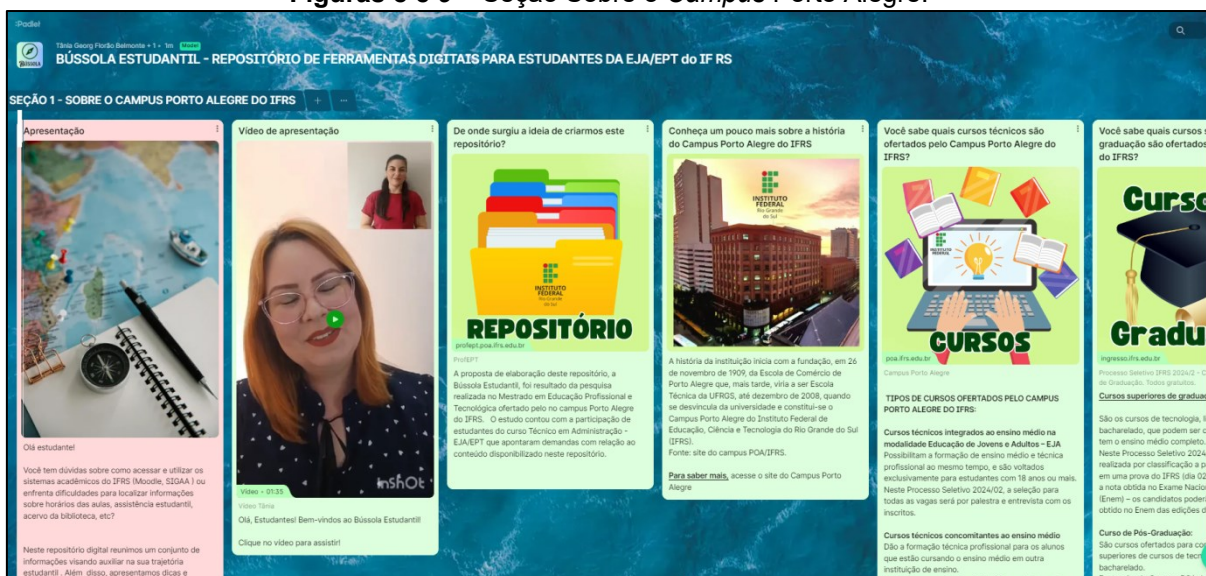 Figuras 5 e 6 – Seção Sobre o Campus Porto Alegre.
:Padlet
Tânia Georg Fiorão Belmonte + 1 • 1m Model
BÚSSOLA ESTUDANTIL - REPOSITÓRIO DE FERRAMENTAS DIGITAIS PARA ESTUDANTES DA EJA/EPT do IF RS
SEÇÃO 1 - SOBRE O CAMPUS PORTO ALEGRE DO IFRS
Apresentação
Olá estudante!
Você tem dúvidas sobre como acessar e utilizar os
sistemas acadêmicos do IFRS (Moodle, SIGAA ) ou
enfrenta dificuldades para localizar informações
sobre horários das aulas, assistência estudantil,
acervo da biblioteca, etc?
Neste repositório digital reunimos um conjunto de
informações visando auxiliar na sua trajetória
estudantil . Além disso, apresentamos dicas e
Vídeo de apresentação
InShOt
Vídeo • 01:35
Vídeo Tânia
Olá, Estudantes! Bem-vindos ao Bússola Estudantil!
Clique no vídeo para assistir!
De onde surgiu a ideia de criarmos este
repositório?
INSTITUTO
FEDERAL
Rio Grande
do Sul
REPOSITÓRIO
profept.poa.ifrs.edu.br
ProfEPT
A proposta de elaboração deste repositório, a
Bússola Estudantil, foi resultado da pesquisa
realizada no Mestrado em Educação Profissional e
Tecnológica ofertado pelo no campus Porto Alegre
do IFRS. O estudo contou com a participação de
estudantes do curso Técnico em Administração -
EJA/EPT que apontaram demandas com relação ao
conteúdo disponibilizado neste repositório.
Conheça um pouco mais sobre a história
do Campus Porto Alegre do IFRS
INSTITUTO
FEDERAL
Rio Grande
do Sul
A história da instituição inicia com a fundação, em 26
de novembro de 1909, da Escola de Comércio de
Porto Alegre que, mais tarde, viria a ser Escola
Técnica da UFRGS, até dezembro de 2008, quando
se desvincula da universidade e constitui-se o
Campus Porto Alegre do Instituto Federal de
Educação, Ciência e Tecnologia do Rio Grande do Sul
(IFRS).
Fonte: site do campus POA/IFRS.
Para saber mais, acesse o site do Campus Porto
Alegre
Você sabe quais cursos técnicos são
ofertados pelo Campus Porto Alegre do
IFRS?
INSTITUTO
FEDERAL
CURSOS
poa.ifrs.edu.br
Campus Porto Alegre
TIPOS DE CURSOS OFERTADOS PELO CAMPUS
PORTO ALEGRE DO IFRS:
Cursos técnicos integrados ao ensino médio na
modalidade Educação de Jovens e Adultos – EJA
Possibilitam a formação de ensino médio e técnica
profissional ao mesmo tempo, e são voltados
exclusivamente para estudantes com 18 anos ou mais.
Neste Processo Seletivo 2024/02, a seleção para
todas as vagas será por palestra e entrevista com os
inscritos.
Cursos técnicos concomitantes ao ensino médio
Dão a formação técnica profissional para os alunos
que estão cursando o ensino médio em outra
instituição de ensino.
Você sabe quais cursos s
graduação são ofertados
do IFRS?
Curso
Gradu
ingresso.ifrs.edu.br
Processo Seletivo IFRS 2024/2 - C
de Graduação. Todos gratuitos.
Cursos superiores de graduaç
São os cursos de tecnologia, li
bacharelado, que podem ser c
tem o ensino médio completo.
Neste Processo Seletivo 2024
realizada por classificação a p
em uma prova do IFRS (dia 02
a nota obtida no Exame Nacio
(Enem) – os candidatos poder
obtido no Enem das edições d
Curso de Pós-Graduação:
São cursos ofertados para co
superiores de cursos de tecn
bacharelado.